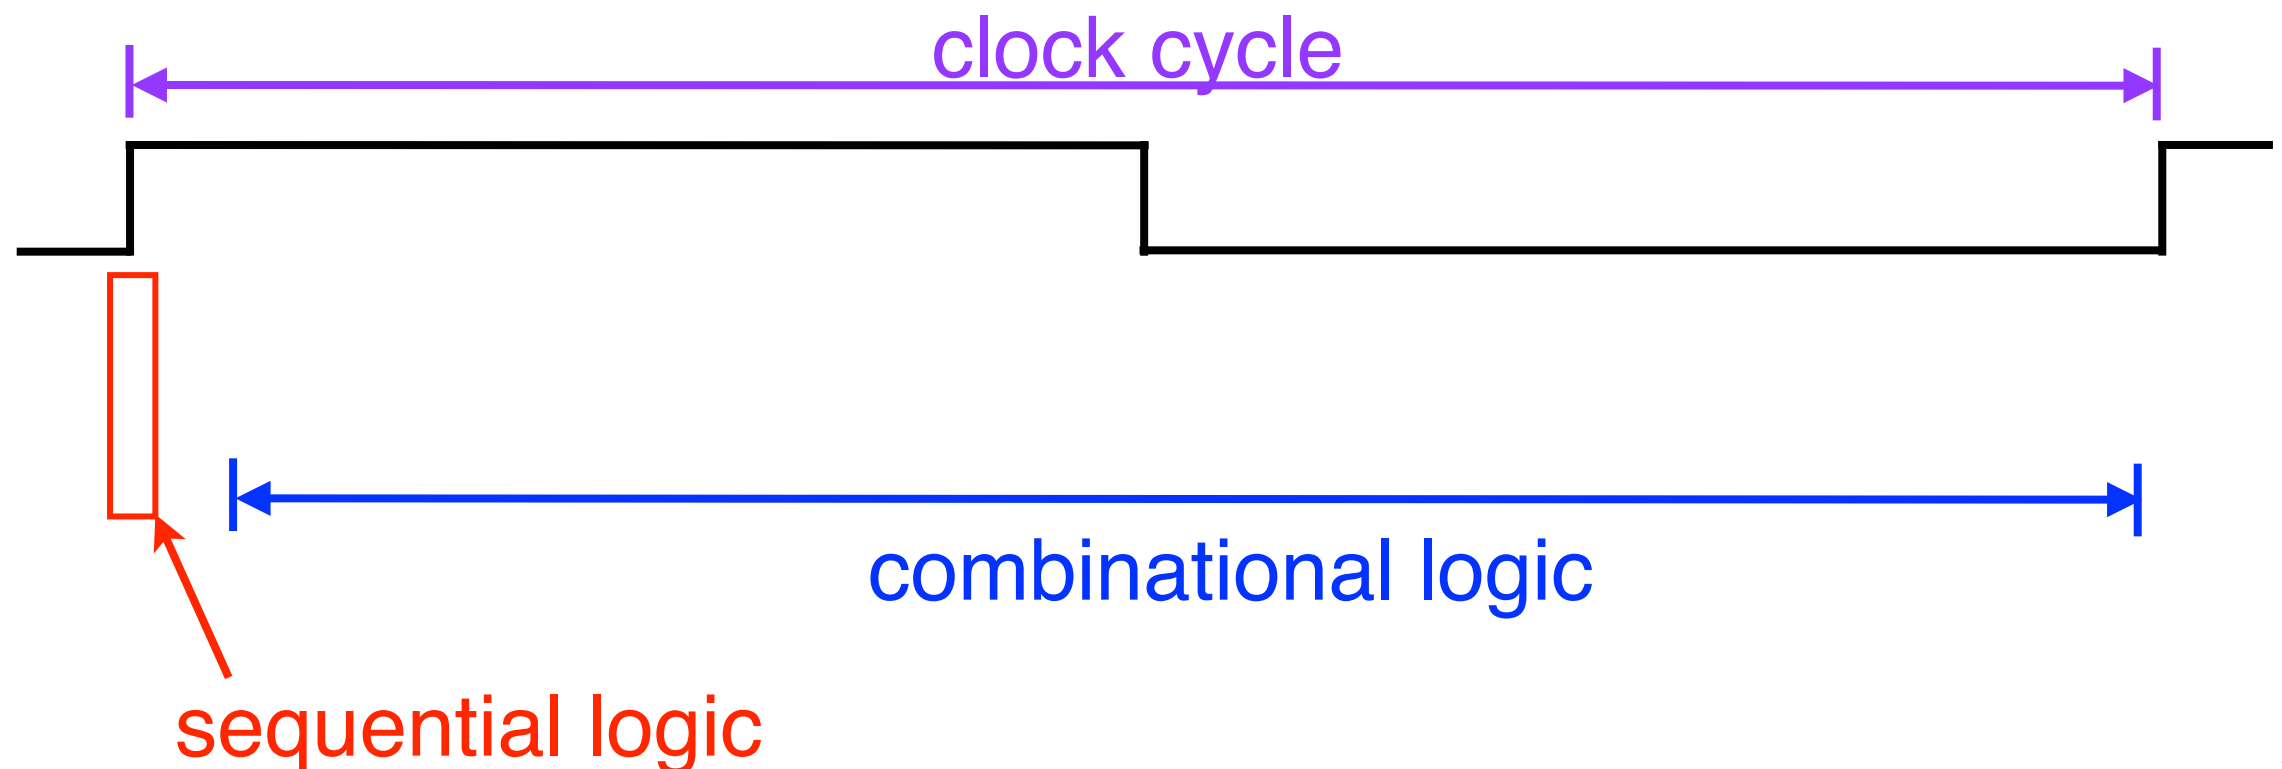 clock cycle
combinational logic
sequential logic